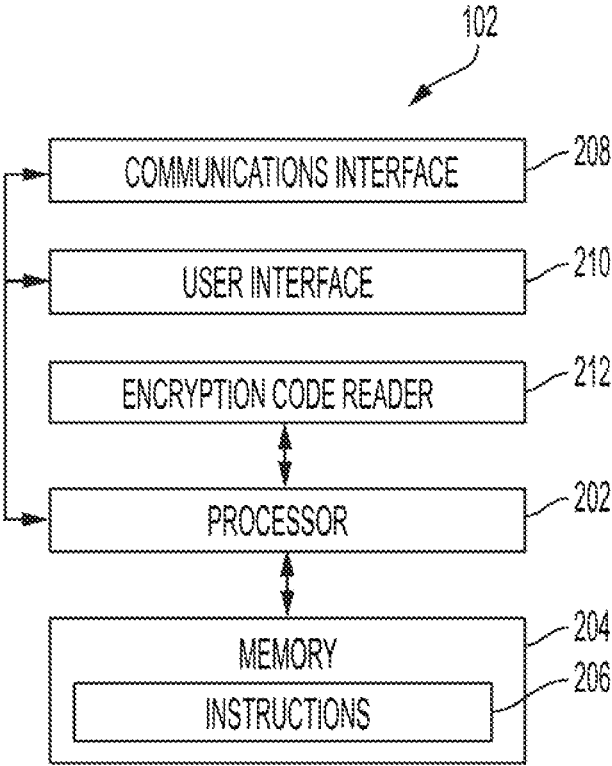 102
COMMUNICATIONS INTERFACE
208
USER INTERFACE
210
ENCRYPTION CODE READER
212
PROCESSOR
202
MEMORY
204
INSTRUCTIONS
206